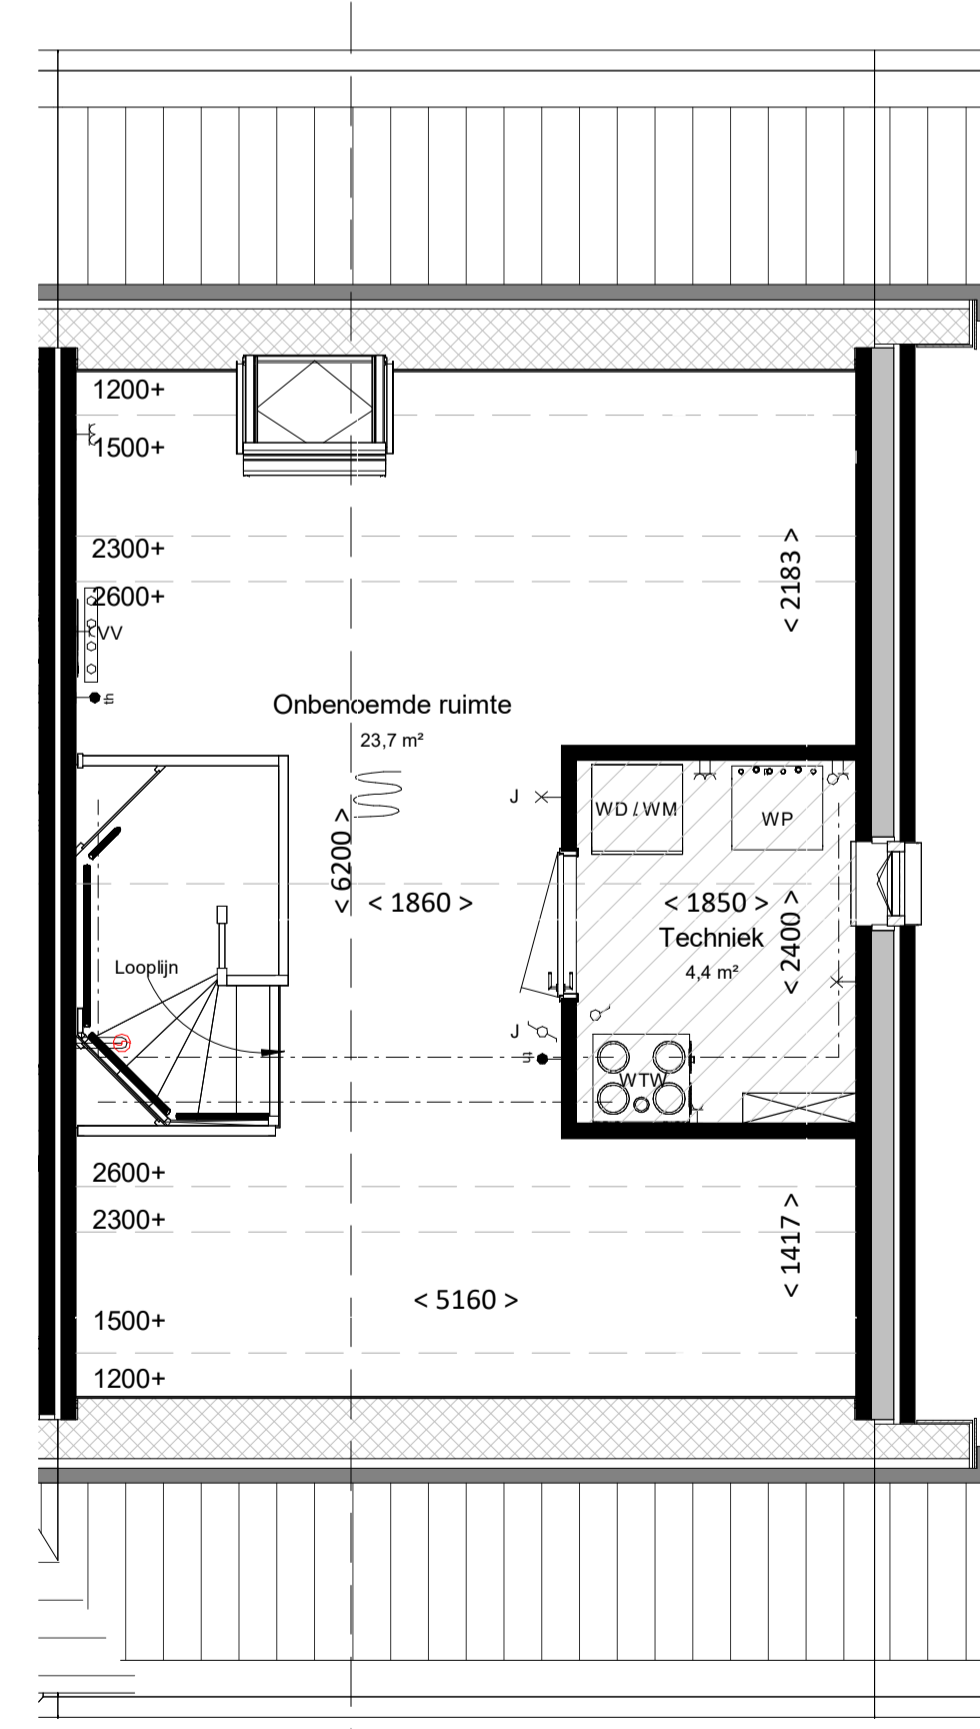 1200+
1500+
2300+
2600+
< 2183 >
VV
th
Onbenoemde ruimte
23,7 m²
J
WD / WM
WP
< 6200 >
< 1860 >
< 1850 >
Techniek
4,4 m²
< 2400 >
Looplijn
J
th
WTW
2600+
2300+
< 1417 >
< 5160 >
1500+
1200+